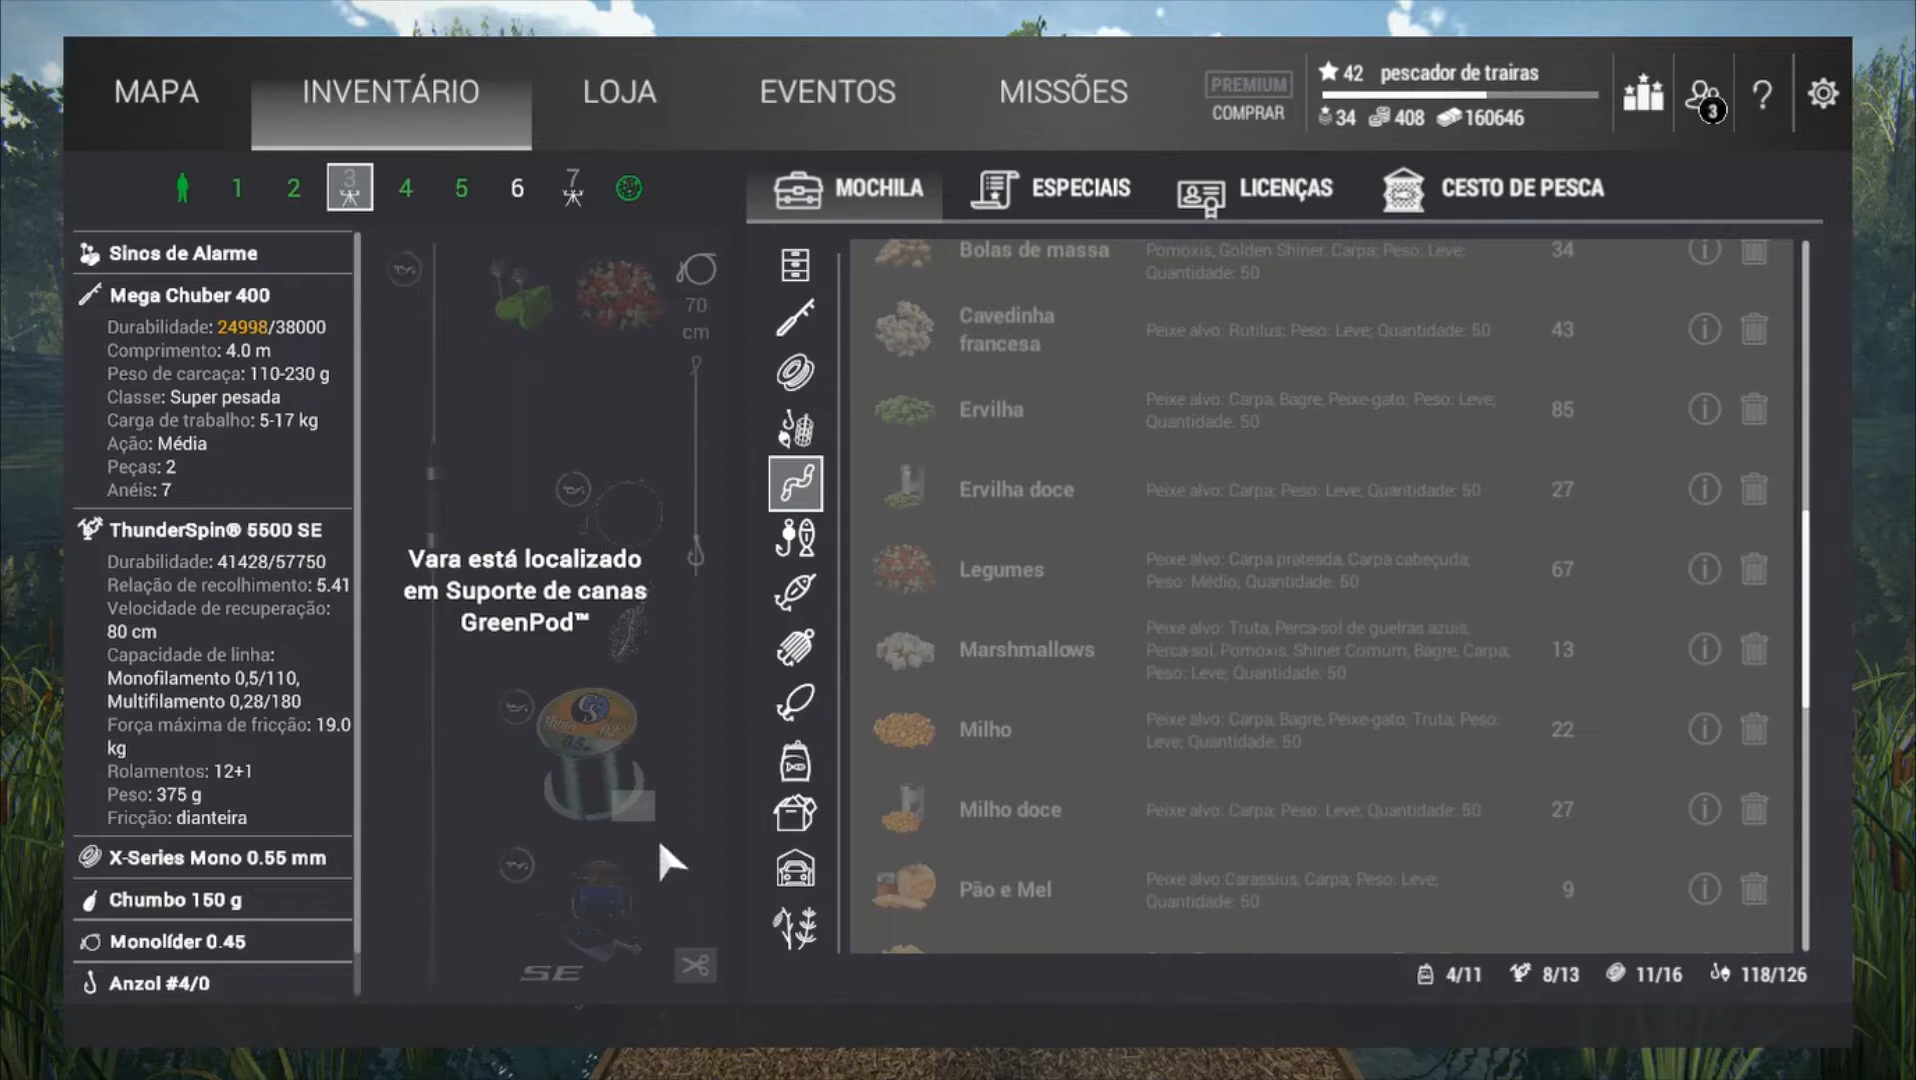 MAPA
INVENTÁRIO
LOJA
EVENTOS
MISSÕES
PREMIUM
COMPRAR
42 pescador de trairas
34 408 160646
3
?
1 2 3 4 5 6 7
MOCHILA
ESPECIAIS
LICENÇAS
CESTO DE PESCA
Sinos de Alarme
Mega Chuber 400
Durabilidade: 24998/38000
Comprimento: 4.0 m
Peso de carcaça: 110-230 g
Classe: Super pesada
Carga de trabalho: 5-17 kg
Ação: Média
Peças: 2
Anéis: 7
ThunderSpin® 5500 SE
Durabilidade: 41428/57750
Relação de recolhimento: 5.41
Velocidade de recuperação:
80 cm
Capacidade de linha:
Monofilamento 0,5/110,
Multifilamento 0,28/180
Força máxima de fricção: 19.0
kg
Rolamentos: 12+1
Peso: 375 g
Fricção: dianteira
X-Series Mono 0.55 mm
Chumbo 150 g
Monolíder 0.45
Anzol #4/0
70
cm
Vara está localizado
em Suporte de canas
GreenPod™
SE
Bolas de massa
Pomoxis, Golden Shiner. Carpa; Peso: Leve;
Quantidade: 50
34
Cavedinha
francesa
Peixe alvo: Rutilus; Peso: Leve; Quantidade: 50
43
Ervilha
Peixe alvo: Carpa, Bagre, Peixe-gato; Peso: Leve;
Quantidade: 50
85
Ervilha doce
Peixe alvo: Carpa; Peso: Leve; Quantidade: 50
27
Legumes
Peixe alvo: Carpa prateada, Carpa cabeçuda;
Peso: Médio; Quantidade: 50
67
Marshmallows
Peixe alvo: Truta, Perca-sol de guelras azuis,
Perca-sol, Pomoxis, Shiner Comum, Bagre, Carpa;
Peso: Leve; Quantidade: 50
13
Milho
Peixe alvo: Carpa, Bagre, Peixe-gato, Truta; Peso:
Leve; Quantidade: 50
22
Milho doce
Peixe alvo: Carpa; Peso: Leve; Quantidade: 50
27
Pão e Mel
Peixe alvo:Carassius, Carpa; Peso: Leve;
Quantidade: 50
9
4/11 8/13 11/16 118/126